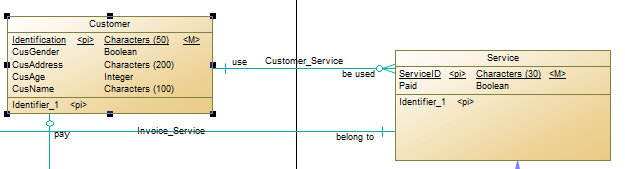 Customer
Identification <pi> Characters (50) <M>
CusGender Boolean
CusAddress Characters (200)
CusAge Integer
CusName Characters (100)
Identifier_1 <pi>
use
Customer_Service
be used
Service
ServiceID <pi> Characters (30) <M>
Paid Boolean
Identifier_1 <pi>
pay
Invoice_Service
belong to